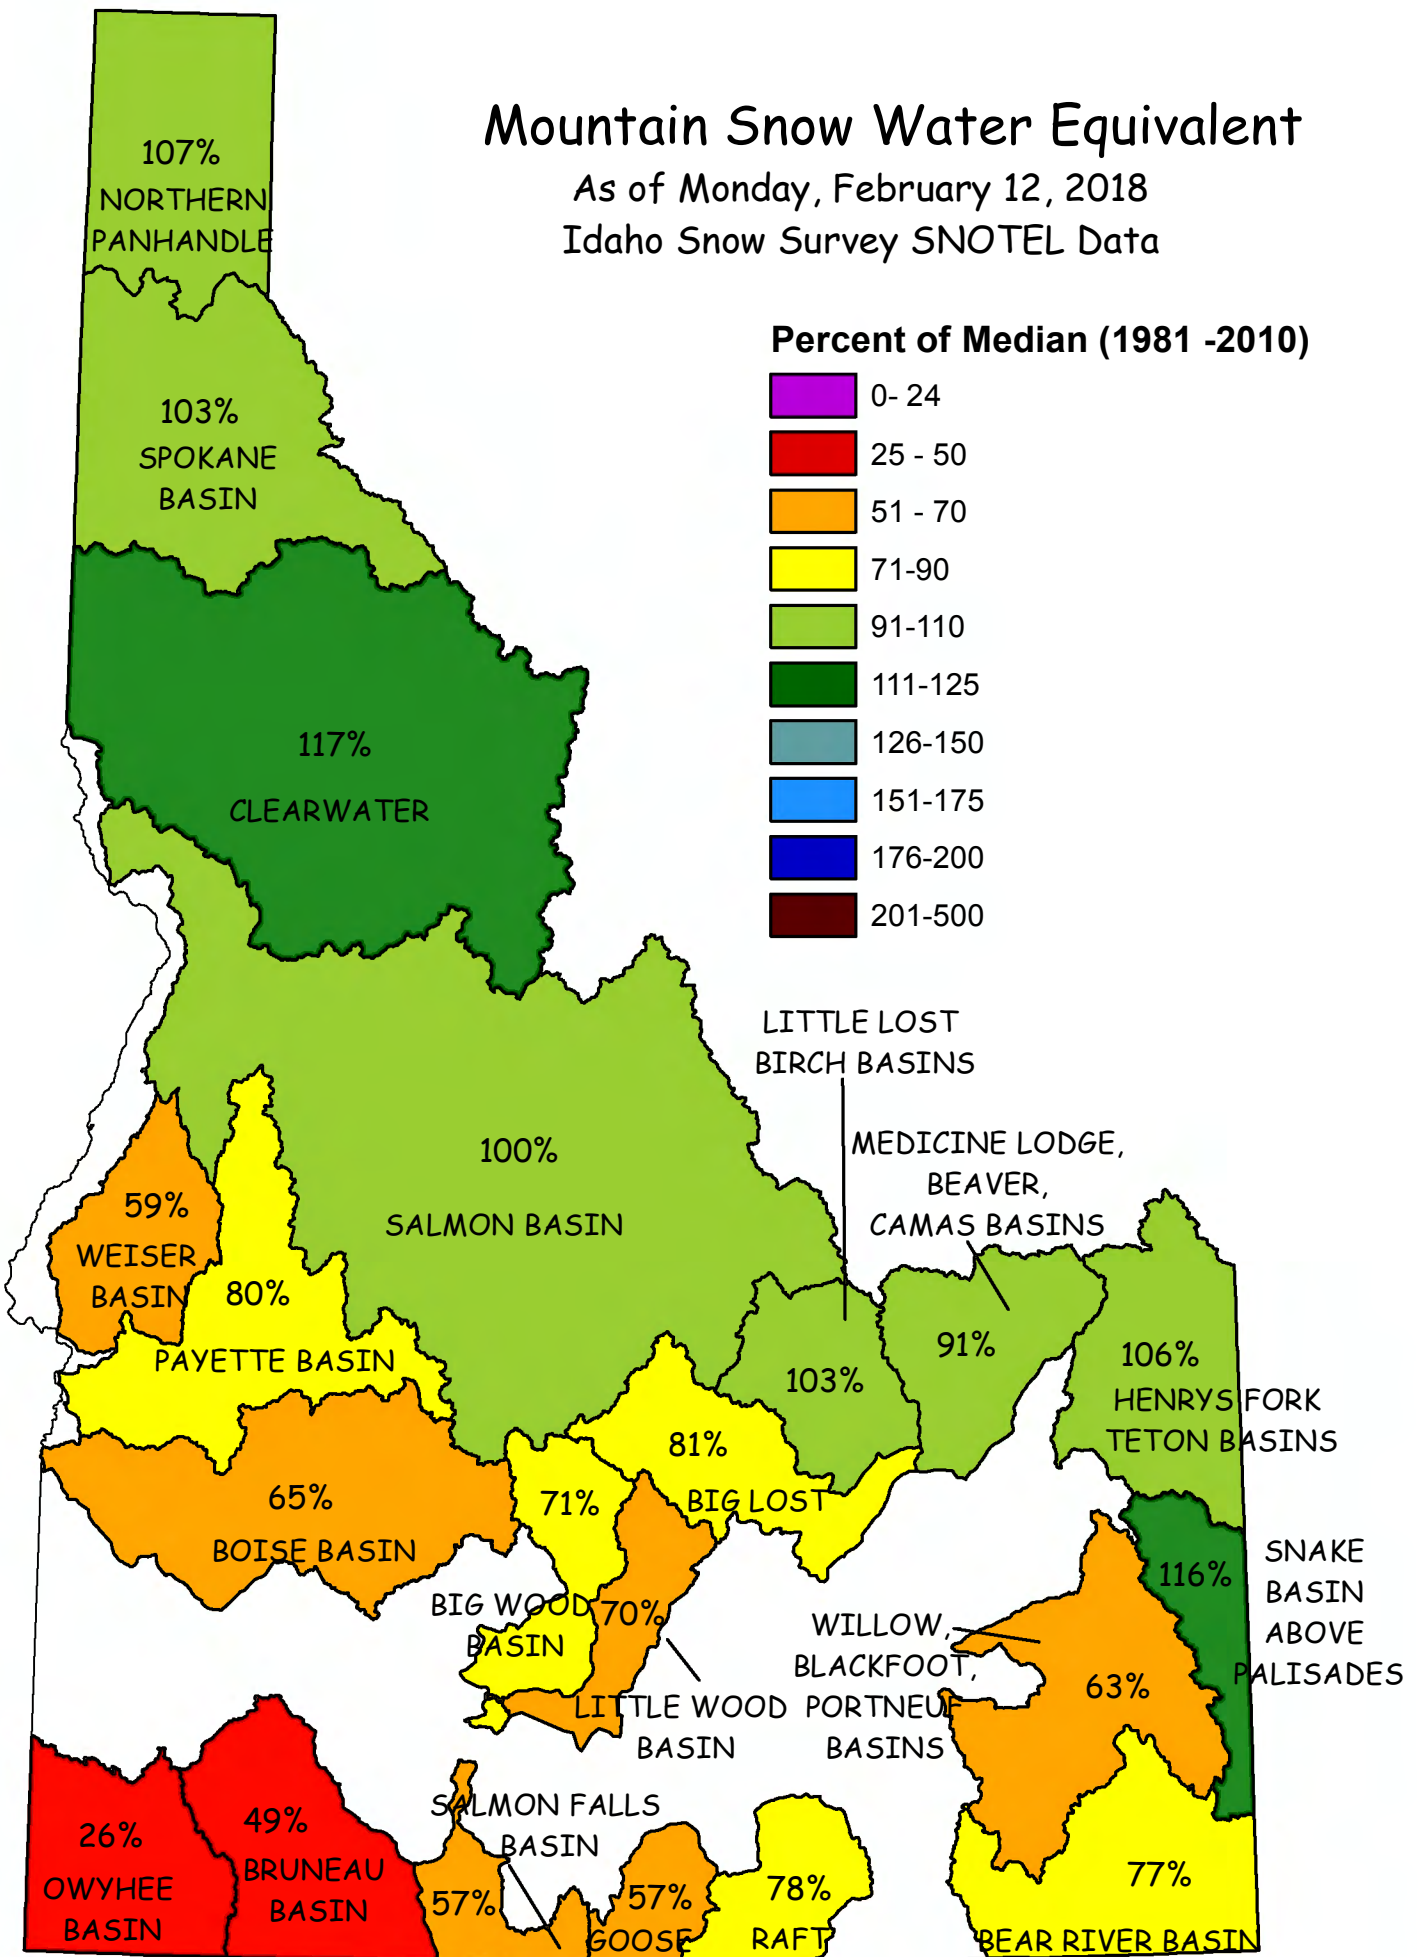 Mountain Snow Water Equivalent
As of Monday, February 12, 2018
Idaho Snow Survey SNOTEL Data
Percent of Median (1981 -2010)
0- 24
25 - 50
51 - 70
71-90
91-110
111-125
126-150
151-175
176-200
201-500
107%
NORTHERN
PANHANDLE
103%
SPOKANE
BASIN
117%
CLEARWATER
100%
SALMON BASIN
LITTLE LOST
BIRCH BASINS
103%
MEDICINE LODGE,
BEAVER,
CAMAS BASINS
91%
106%
HENRYS FORK
TETON BASINS
59%
WEISER
BASIN
80%
PAYETTE BASIN
65%
BOISE BASIN
71%
BIG WOOD
BASIN
81%
BIG LOST
70%
LITTLE WOOD
BASIN
116%
SNAKE
BASIN
ABOVE
PALISADES
WILLOW,
BLACKFOOT,
PORTNEUF
BASINS
63%
26%
OWYHEE
BASIN
49%
BRUNEAU
BASIN
SALMON FALLS
BASIN
57%
57%
GOOSE
78%
RAFT
77%
BEAR RIVER BASIN